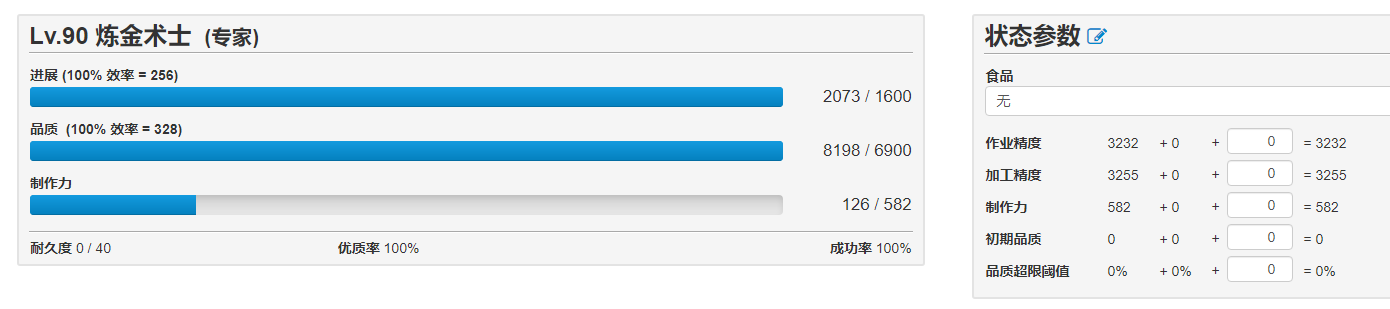 Lv.90 炼金术士 (专家)
进展 (100% 效率 = 256)
2073 / 1600
品质 (100% 效率 = 328)
8198 / 6900
制作力
126 / 582
耐久度 0 / 40 优质率 100% 成功率 100%
状态参数
食品
无
作业精度 3232 + 0 + 0 = 3232
加工精度 3255 + 0 + 0 = 3255
制作力 582 + 0 + 0 = 582
初期品质 0 + 0 + 0 = 0
品质超限阈值 0% + 0% + 0 = 0%